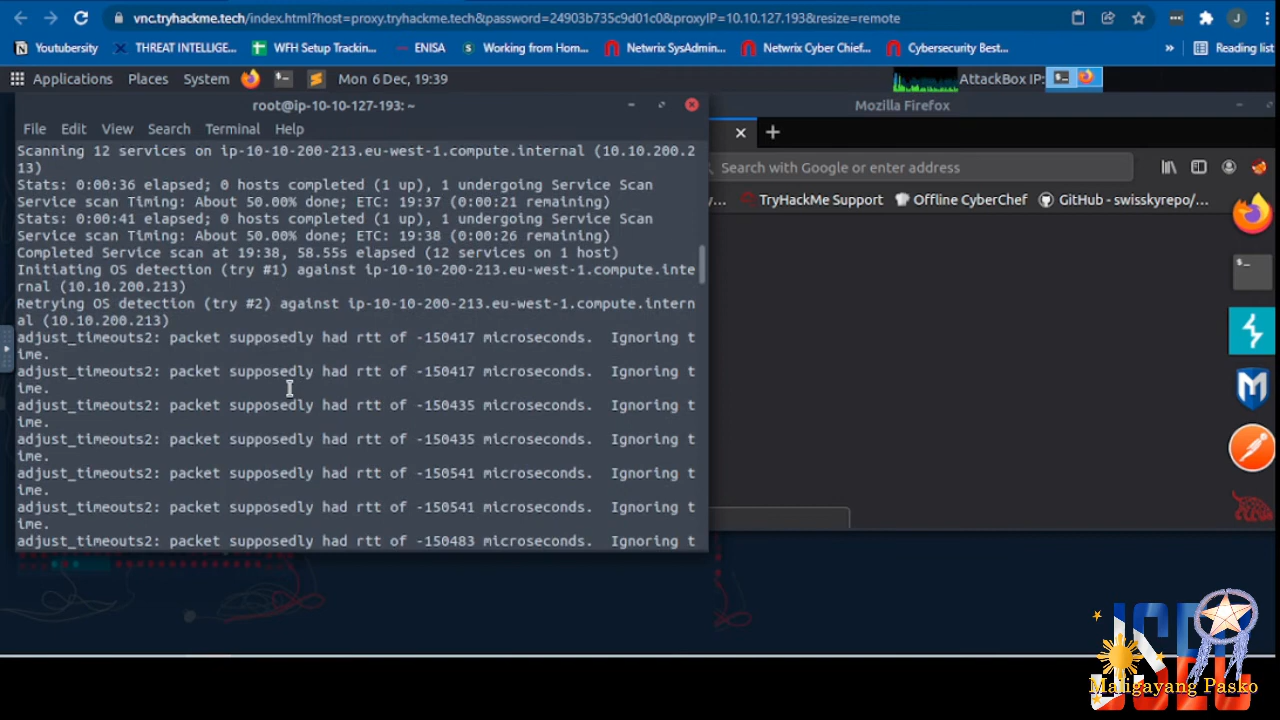 vnc.tryhackme.tech/index.html?host=proxy.tryhackme.tech&password=24903b735c9d01c0&proxyIP=10.10.127.193&resize=remote
J
Youtubersity THREAT INTELLIGE... WFH Setup Trackin... ENISA Working from Hom... Netwrix SysAdmin... Netwrix Cyber Chief... Cybersecurity Best... » Reading list
Applications Places System Mon 6 Dec, 19:39 AttackBox IP:
root@ip-10-10-127-193: ~
Mozilla Firefox
File Edit View Search Terminal Help
Search with Google or enter address
y... TryHackMe Support Offline CyberChef GitHub - swisskyrepo/...
Scanning 12 services on ip-10-10-200-213.eu-west-1.compute.internal (10.10.200.2
13)
Stats: 0:00:36 elapsed; 0 hosts completed (1 up), 1 undergoing Service Scan
Service scan Timing: About 50.00% done; ETC: 19:37 (0:00:21 remaining)
Stats: 0:00:41 elapsed; 0 hosts completed (1 up), 1 undergoing Service Scan
Service scan Timing: About 50.00% done; ETC: 19:38 (0:00:26 remaining)
Completed Service scan at 19:38, 58.55s elapsed (12 services on 1 host)
Initiating OS detection (try #1) against ip-10-10-200-213.eu-west-1.compute.inte
rnal (10.10.200.213)
Retrying OS detection (try #2) against ip-10-10-200-213.eu-west-1.compute.intern
al (10.10.200.213)
adjust_timeouts2: packet supposedly had rtt of -150417 microseconds.  Ignoring t
ime.
adjust_timeouts2: packet supposedly had rtt of -150417 microseconds.  Ignoring t
ime.
adjust_timeouts2: packet supposedly had rtt of -150435 microseconds.  Ignoring t
ime.
adjust_timeouts2: packet supposedly had rtt of -150435 microseconds.  Ignoring t
ime.
adjust_timeouts2: packet supposedly had rtt of -150541 microseconds.  Ignoring t
ime.
adjust_timeouts2: packet supposedly had rtt of -150541 microseconds.  Ignoring t
ime.
adjust_timeouts2: packet supposedly had rtt of -150483 microseconds.  Ignoring t
JSEC
Maligayang Pasko